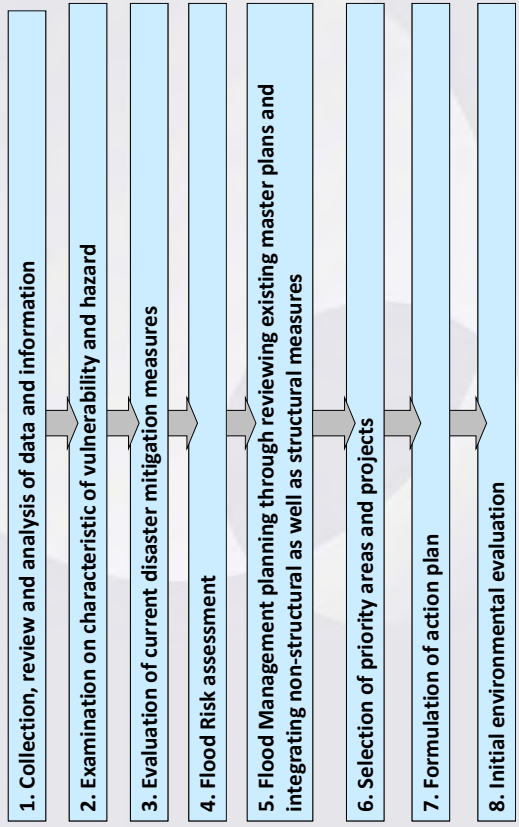 1. Collection, review and analysis of data and information
2. Examination on characteristic of vulnerability and hazard
3. Evaluation of current disaster mitigation measures
4. Flood Risk assessment
5. Flood Management planning through reviewing existing master plans and
integrating non-structural as well as structural measures
6. Selection of priority areas and projects
7. Formulation of action plan
8. Initial environmental evaluation